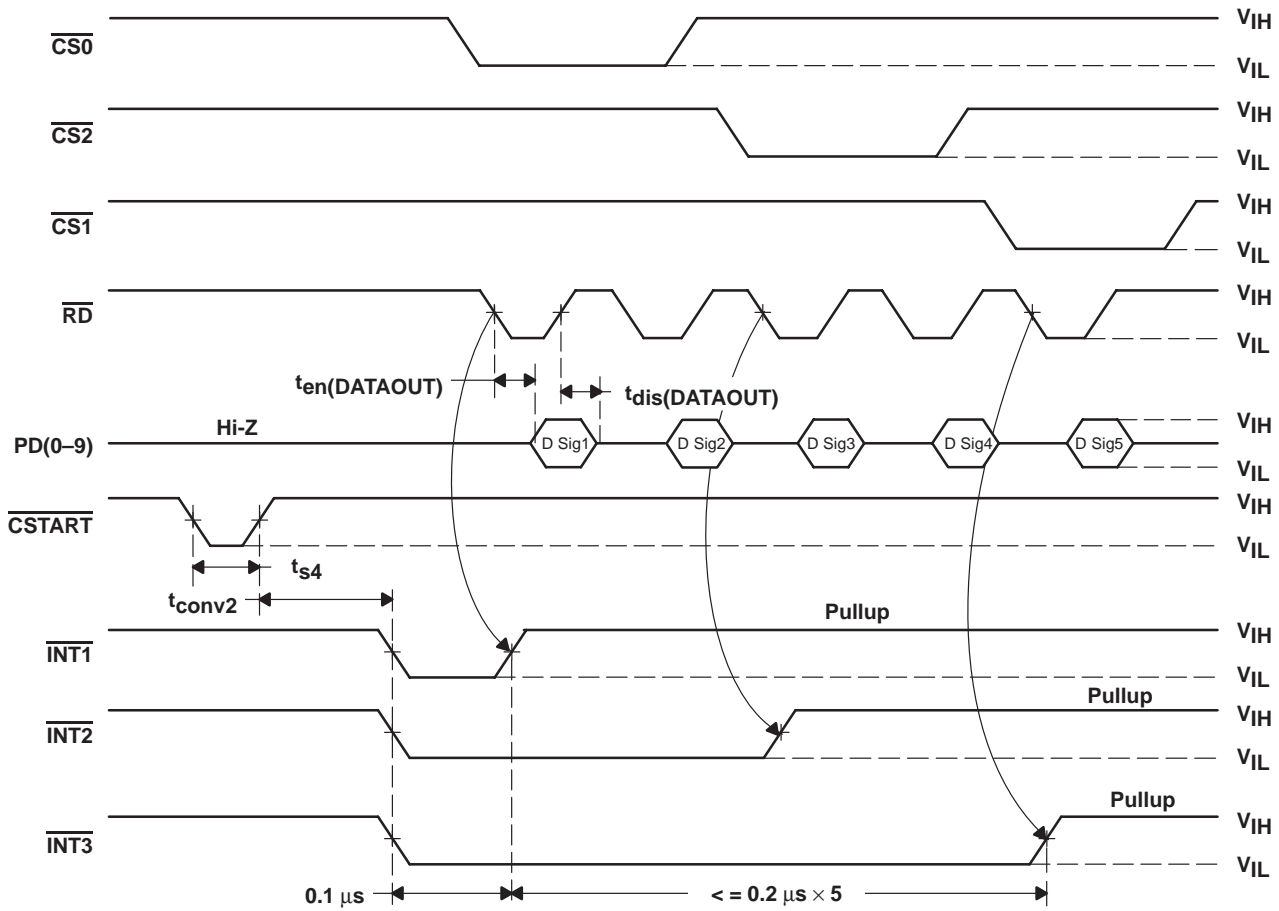 CS0
VIH
VIL
CS2
VIH
VIL
CS1
VIH
VIL
RD
VIH
VIL
ten(DATAOUT)
tdis(DATAOUT)
Hi-Z
PD(0–9)
D Sig1
D Sig2
D Sig3
D Sig4
D Sig5
VIH
VIL
CSTART
VIH
VIL
ts4
tconv2
Pullup
INT1
VIH
VIL
Pullup
INT2
VIH
VIL
Pullup
INT3
VIH
VIL
0.1 μs
< = 0.2 μs × 5